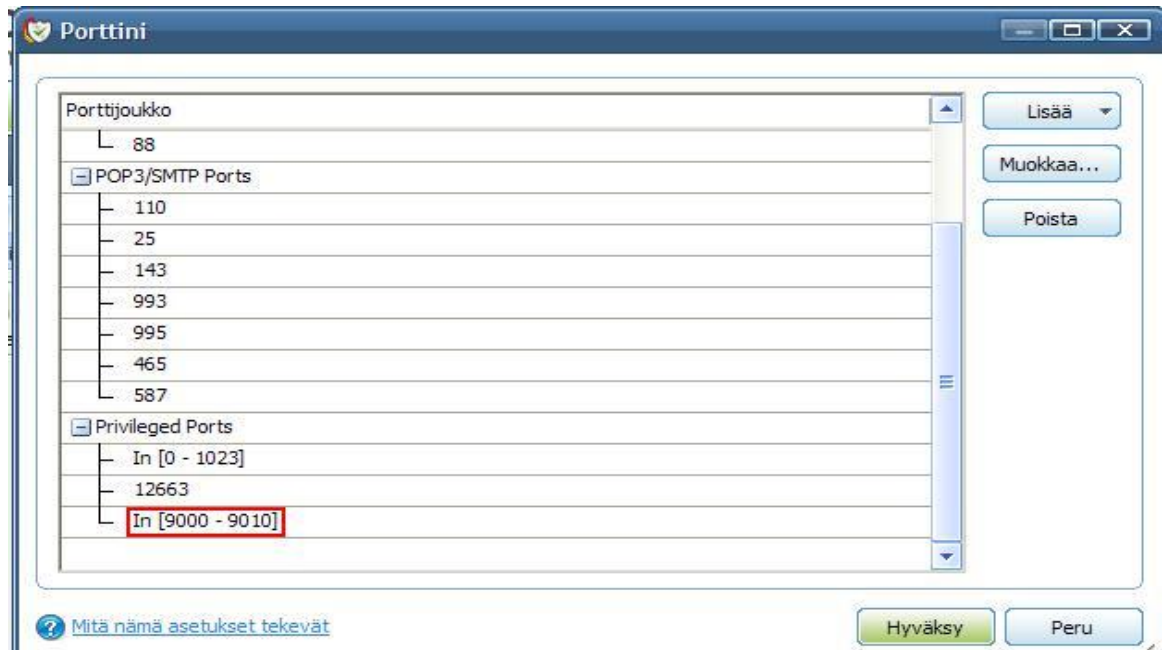 Porttini
Porttijoukko
88
POP3/SMTP Ports
110
25
143
993
995
465
587
Privileged Ports
In [0 - 1023]
12663
In [9000 - 9010]
Lisää
Muokkaa...
Poista
Mitä nämä asetukset tekevät
Hyväksy
Peru